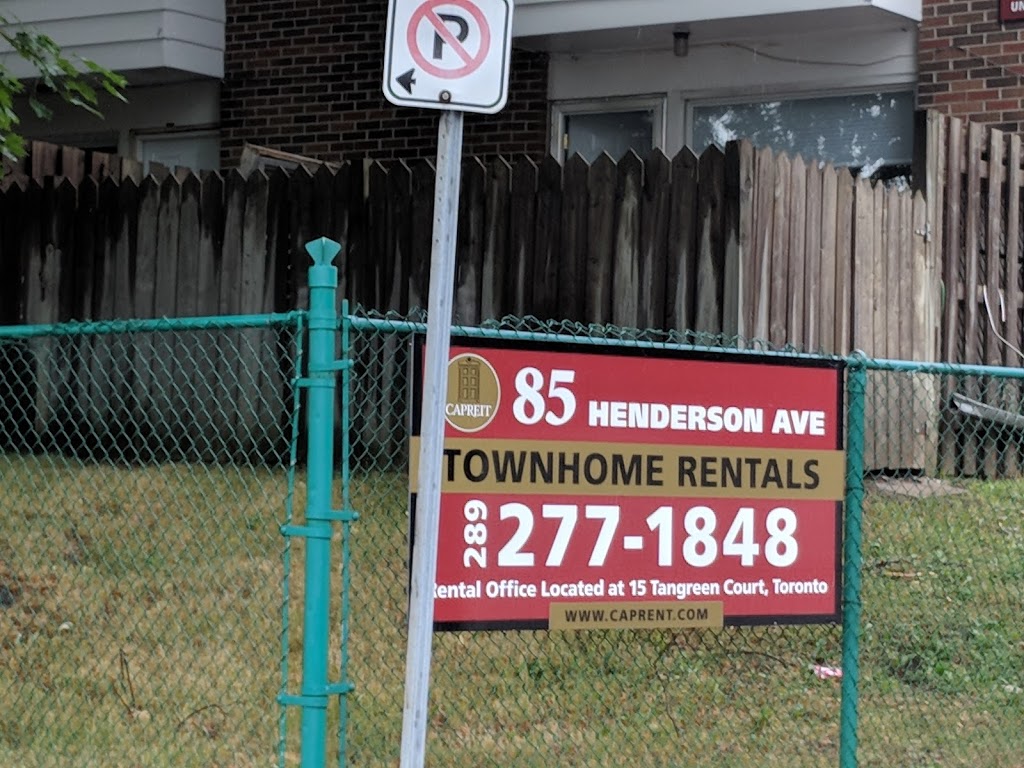 P
CAPREIT
85 HENDERSON AVE
TOWNHOME RENTALS
289 277-1848
Rental Office Located at 15 Tangreen Court, Toronto
WWW.CAPRENT.COM